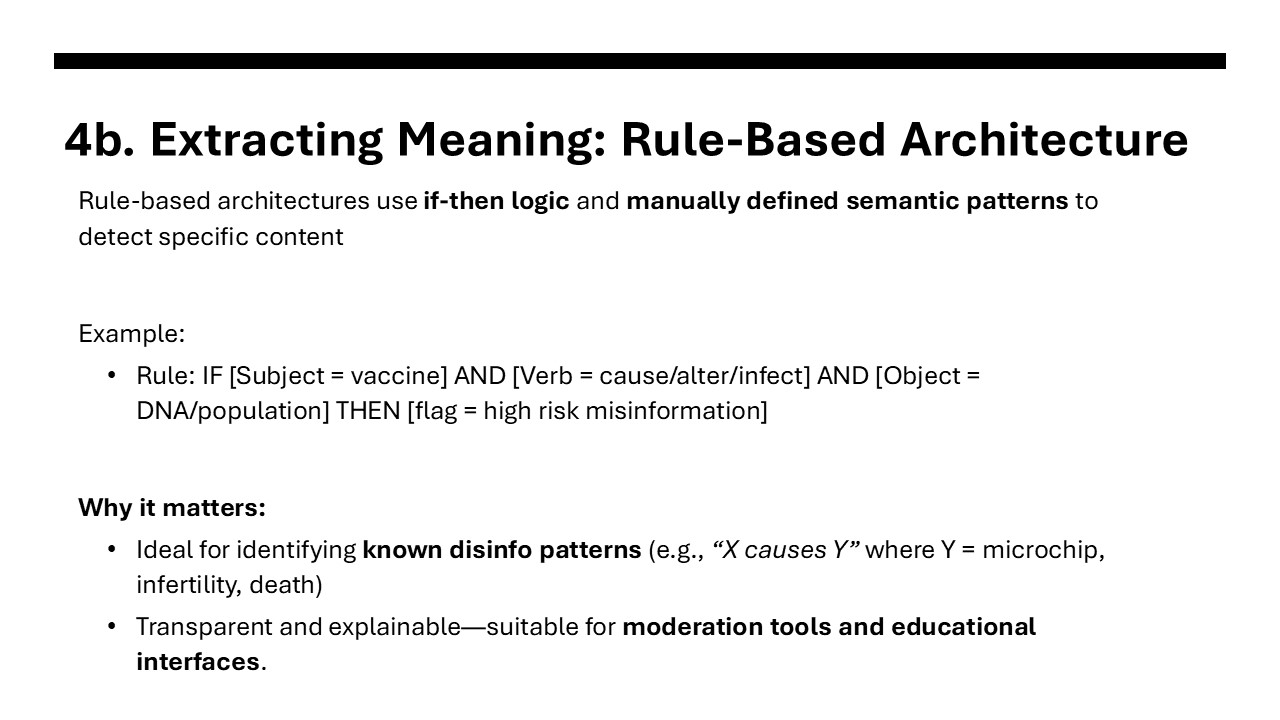 4b. Extracting Meaning: Rule-Based Architecture
Rule-based architectures use if-then logic and manually defined semantic patterns to
detect specific content
Example:
• Rule: IF [Subject = vaccine] AND [Verb = cause/alter/infect] AND [Object =
DNA/population] THEN [flag = high risk misinformation]
Why it matters:
• Ideal for identifying known disinfo patterns (e.g., “X causes Y” where Y = microchip,
infertility, death)
• Transparent and explainable—suitable for moderation tools and educational
interfaces.